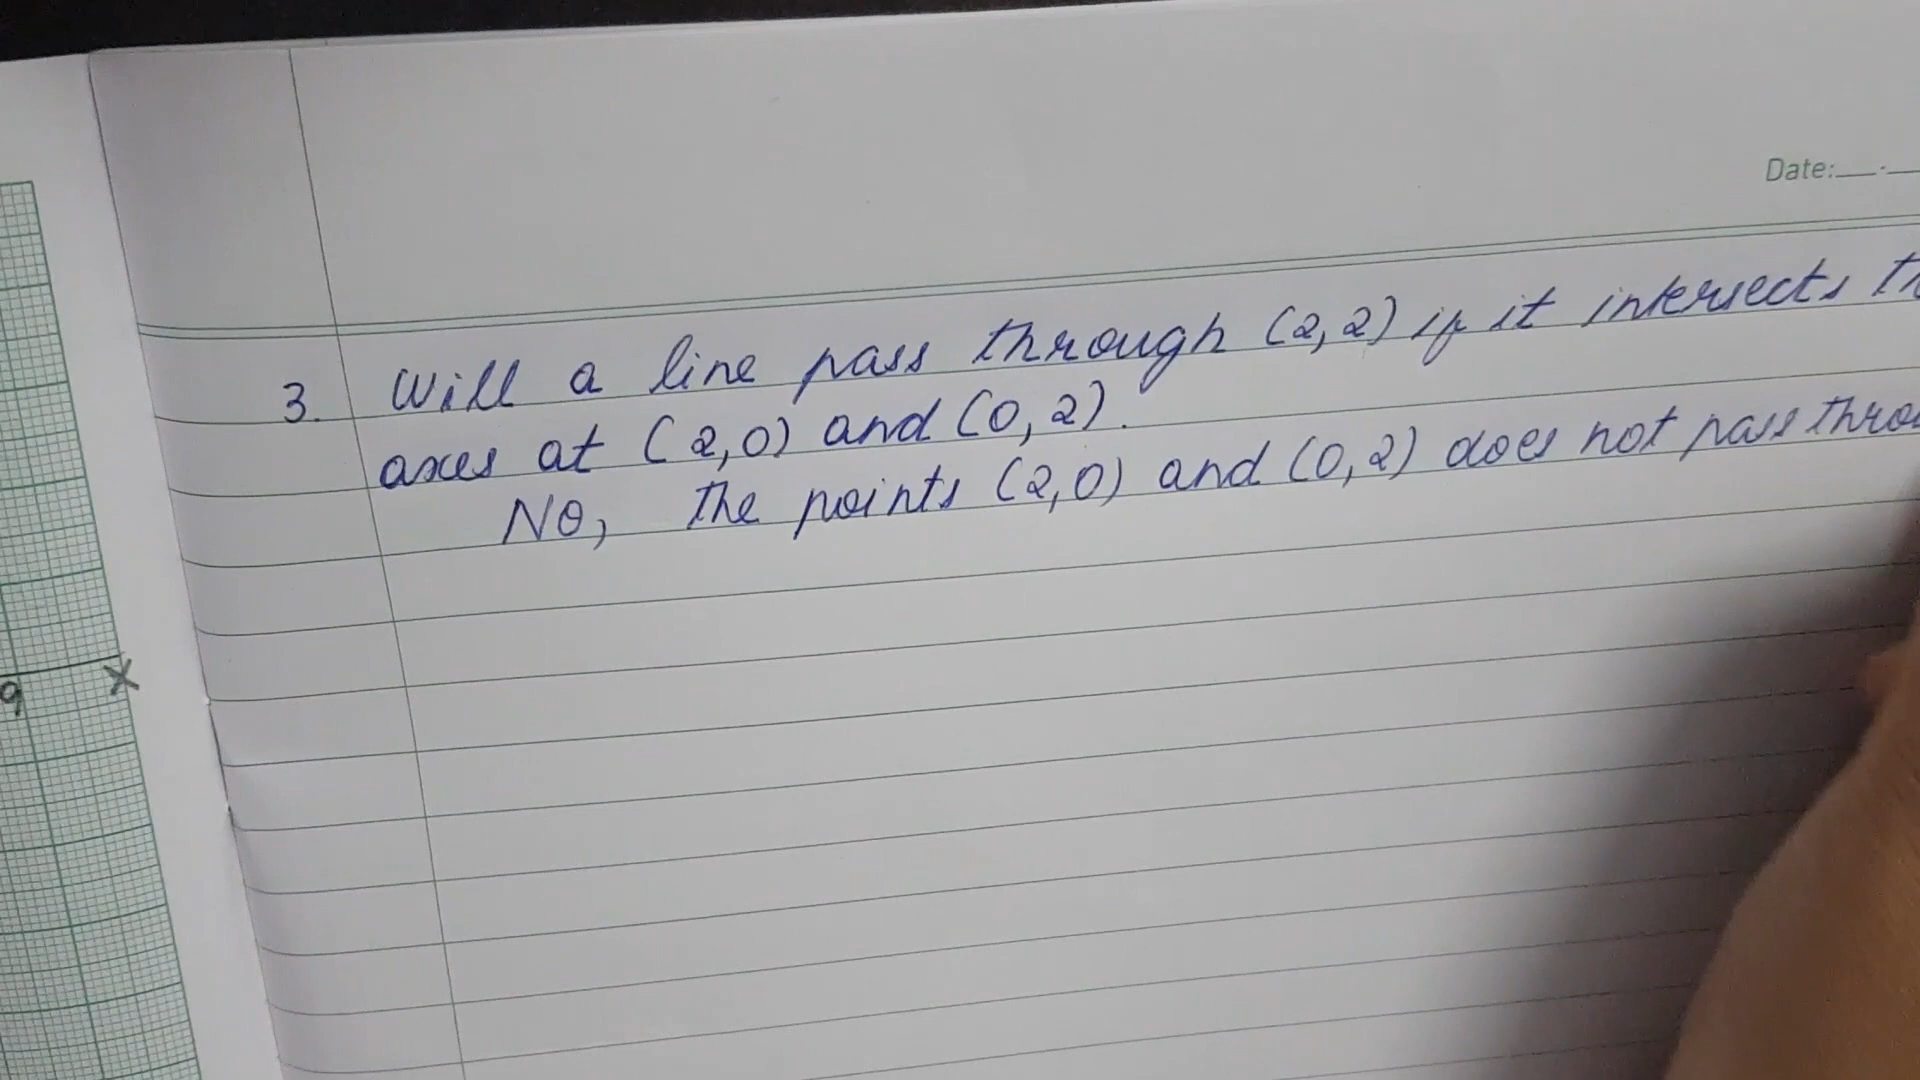 Date:
3. Will a line pass through (2,2) if it intersects
axes at (2,0) and (0,2).
NO, The points (2,0) and (0,2) does not pass
9
X